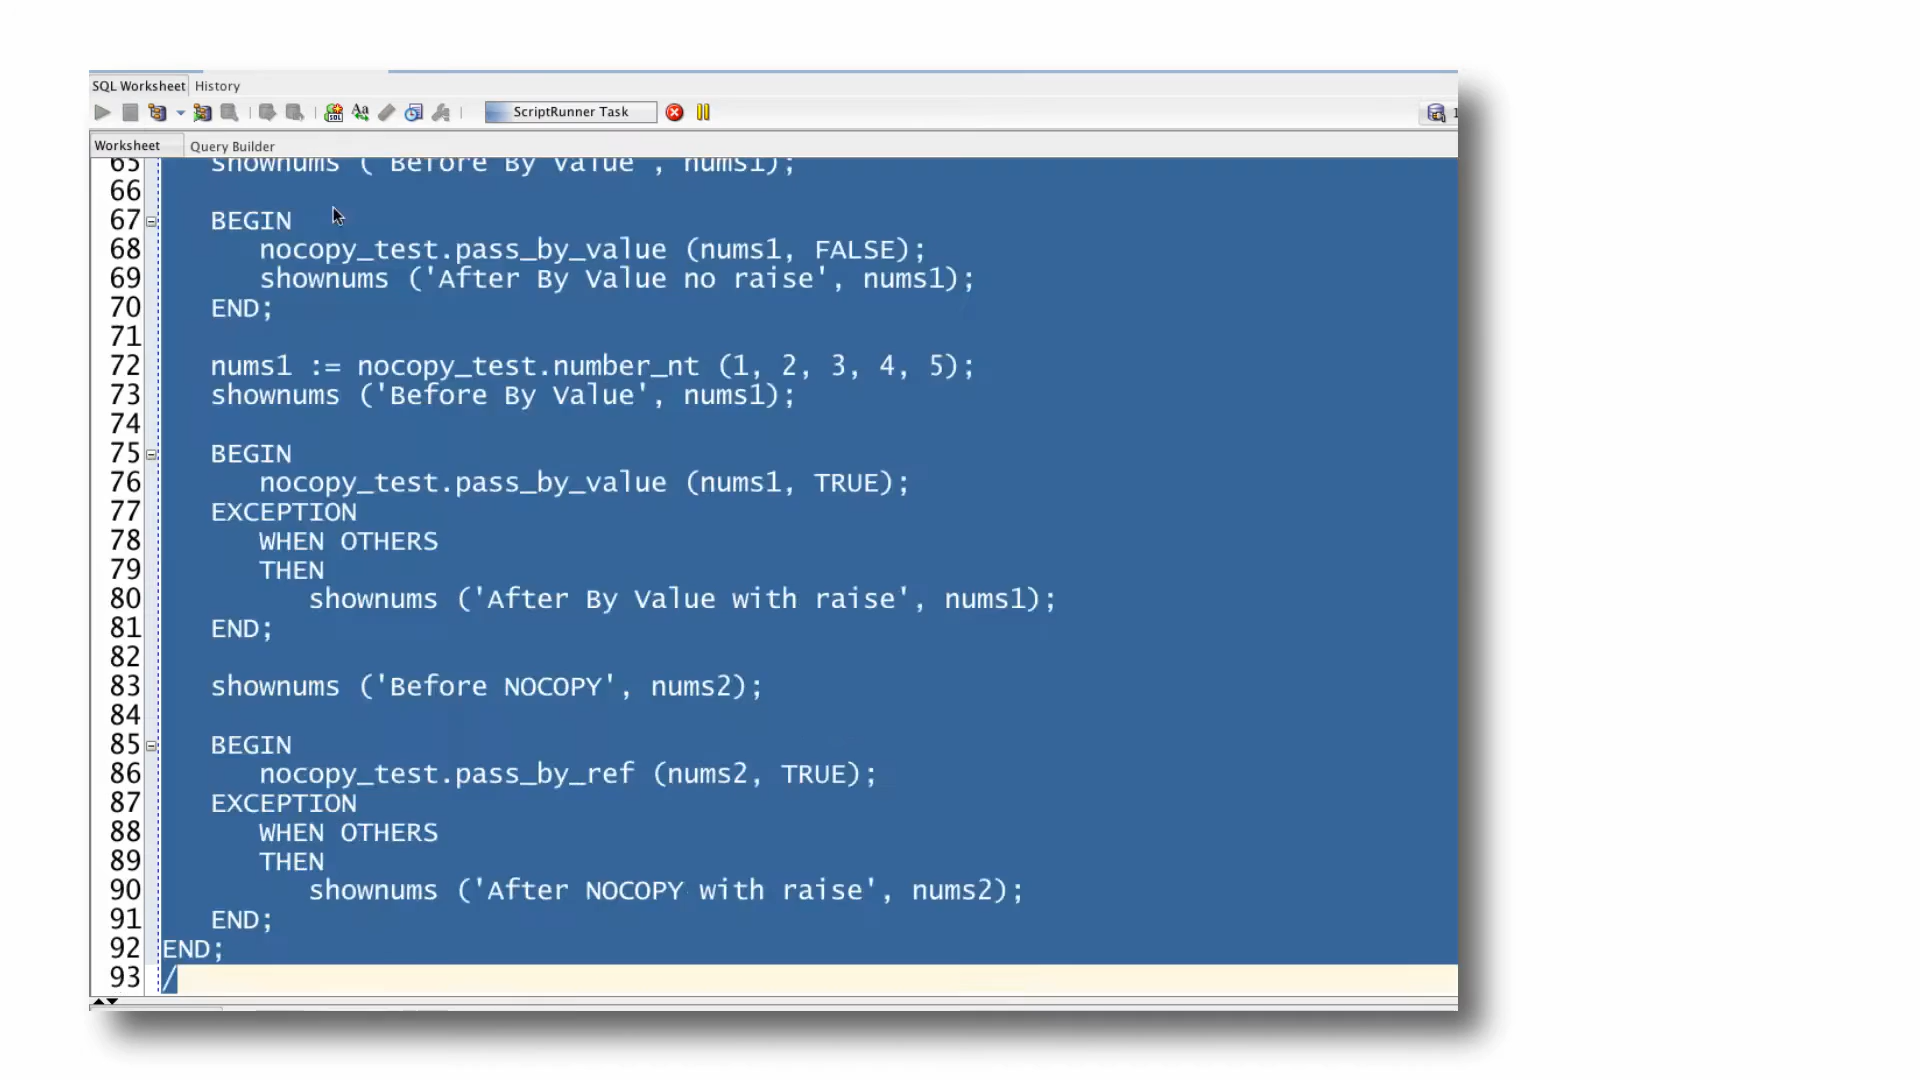 SQL Worksheet History
ScriptRunner Task
Worksheet Query Builder
65 shownums ('Before By Value', nums1);
66
67 BEGIN
68 nocopy_test.pass_by_value (nums1, FALSE);
69 shownums ('After By Value no raise', nums1);
70 END;
71
72 nums1 := nocopy_test.number_nt (1, 2, 3, 4, 5);
73 shownums ('Before By Value', nums1);
74
75 BEGIN
76 nocopy_test.pass_by_value (nums1, TRUE);
77 EXCEPTION
78 WHEN OTHERS
79 THEN
80 shownums ('After By Value with raise', nums1);
81 END;
82
83 shownums ('Before NOCOPY', nums2);
84
85 BEGIN
86 nocopy_test.pass_by_ref (nums2, TRUE);
87 EXCEPTION
88 WHEN OTHERS
89 THEN
90 shownums ('After NOCOPY with raise', nums2);
91 END;
92 END;
93 /